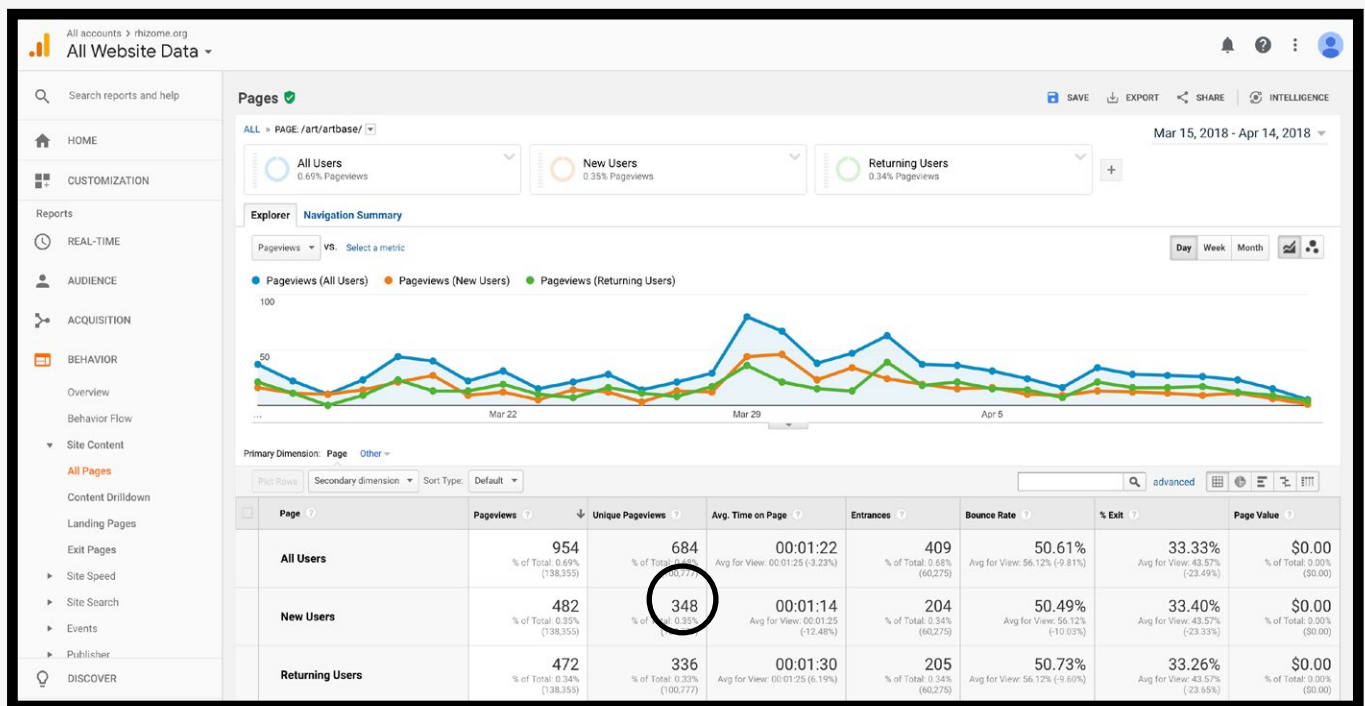 All accounts > rhizome.org
All Website Data
Search reports and help
HOME
CUSTOMIZATION
Reports
REAL-TIME
AUDIENCE
ACQUISITION
BEHAVIOR
Overview
Behavior Flow
Site Content
All Pages
Content Drilldown
Landing Pages
Exit Pages
Site Speed
Site Search
Events
Publisher
DISCOVER
Pages
SAVE EXPORT SHARE INTELLIGENCE
ALL » PAGE: /art/artbase/
Mar 15, 2018 - Apr 14, 2018
All Users
0.69% Pageviews
New Users
0.35% Pageviews
Returning Users
0.34% Pageviews
+
Explorer Navigation Summary
Pageviews VS. Select a metric
Day Week Month
Pageviews (All Users) Pageviews (New Users) Pageviews (Returning Users)
100
50
... Mar 22 Mar 29 Apr 5
Primary Dimension: Page Other
Plot Rows Secondary dimension Sort Type: Default advanced
Page Pageviews Unique Pageviews Avg. Time on Page Entrances Bounce Rate % Exit Page Value
All Users 954 684 00:01:22 409 50.61% 33.33% $0.00
% of Total: 0.69% % of Total: 0.68% Avg for View: 00:01:25 (-3.23%) % of Total: 0.68% Avg for View: 56.12% (-9.81%) Avg for View: 43.57% % of Total: 0.00%
(138,355) (60,275) (-23.49%) ($0.00)
New Users 482 348 00:01:14 204 50.49% 33.40% $0.00
% of Total: 0.35% % of Total: 0.35% Avg for View: 00:01:25 % of Total: 0.34% Avg for View: 56.12% Avg for View: 43.57% % of Total: 0.00%
(138,355) (-12.48%) (60,275) (-10.03%) (-23.33%) ($0.00)
Returning Users 472 336 00:01:30 205 50.73% 33.26% $0.00
% of Total: 0.34% % of Total: 0.33% Avg for View: 00:01:25 (6.19%) % of Total: 0.34% Avg for View: 56.12% (-9.60%) Avg for View: 43.57% % of Total: 0.00%
(138,355) (100,777) (60,275) (-23.65%) ($0.00)